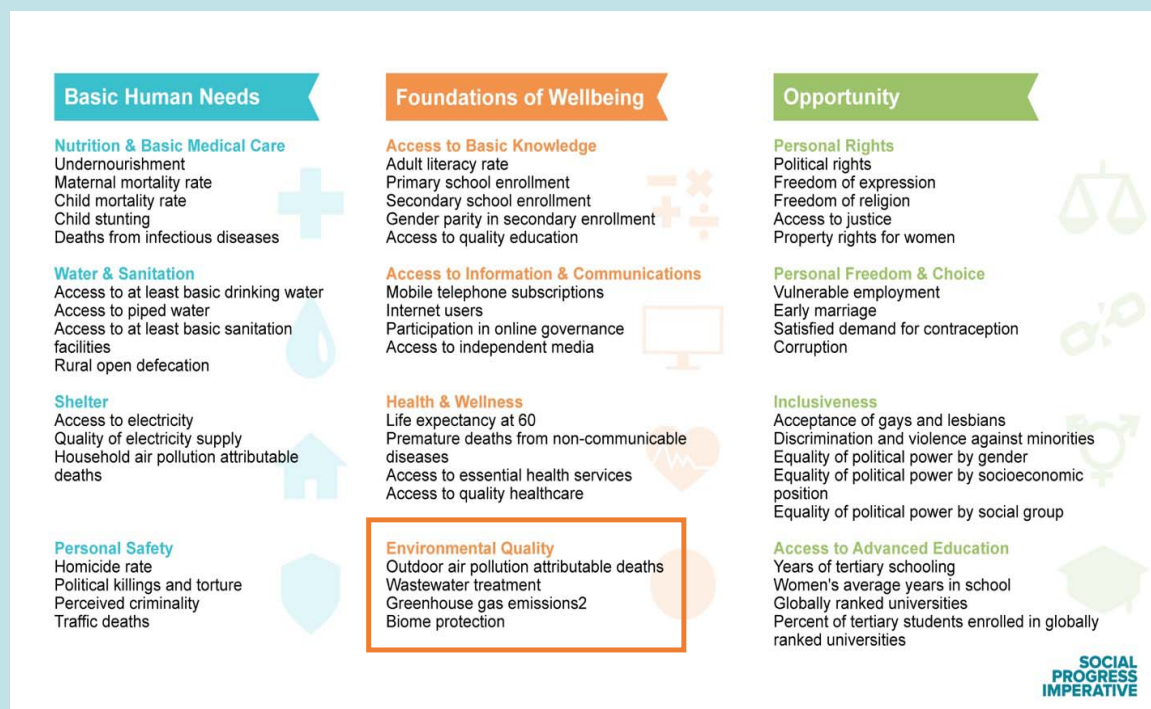 Basic Human Needs
Nutrition & Basic Medical Care
Undernourishment
Maternal mortality rate
Child mortality rate
Child stunting
Deaths from infectious diseases
Water & Sanitation
Access to at least basic drinking water
Access to piped water
Access to at least basic sanitation
facilities
Rural open defecation
Shelter
Access to electricity
Quality of electricity supply
Household air pollution attributable
deaths
Personal Safety
Homicide rate
Political killings and torture
Perceived criminality
Traffic deaths
Foundations of Wellbeing
Access to Basic Knowledge
Adult literacy rate
Primary school enrollment
Secondary school enrollment
Gender parity in secondary enrollment
Access to quality education
Access to Information & Communications
Mobile telephone subscriptions
Internet users
Participation in online governance
Access to independent media
Health & Wellness
Life expectancy at 60
Premature deaths from non-communicable
diseases
Access to essential health services
Access to quality healthcare
Environmental Quality
Outdoor air pollution attributable deaths
Wastewater treatment
Greenhouse gas emissions2
Biome protection
Opportunity
Personal Rights
Political rights
Freedom of expression
Freedom of religion
Access to justice
Property rights for women
Personal Freedom & Choice
Vulnerable employment
Early marriage
Satisfied demand for contraception
Corruption
Inclusiveness
Acceptance of gays and lesbians
Discrimination and violence against minorities
Equality of political power by gender
Equality of political power by socioeconomic
position
Equality of political power by social group
Access to Advanced Education
Years of tertiary schooling
Women's average years in school
Globally ranked universities
Percent of tertiary students enrolled in globally
ranked universities
SOCIAL
PROGRESS
IMPERATIVE